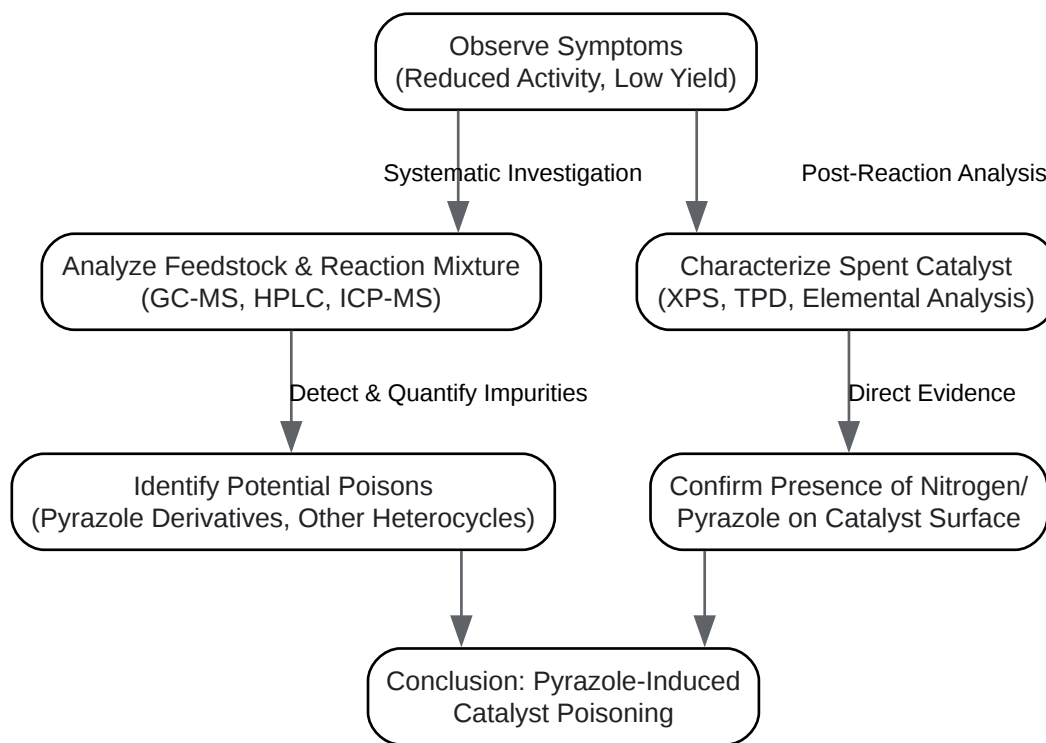 Observe Symptoms
(Reduced Activity, Low Yield)
Systematic Investigation
Post-Reaction Analysis
Analyze Feedstock & Reaction Mixture
(GC-MS, HPLC, ICP-MS)
Characterize Spent Catalyst
(XPS, TPD, Elemental Analysis)
Detect & Quantify Impurities
Direct Evidence
Identify Potential Poisons
(Pyrazole Derivatives, Other Heterocycles)
Confirm Presence of Nitrogen/
Pyrazole on Catalyst Surface
Conclusion: Pyrazole-Induced
Catalyst Poisoning